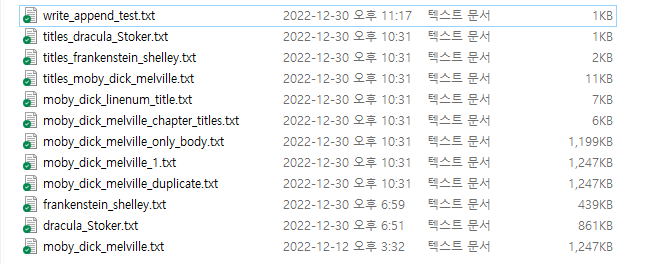 write_append_test.txt 2022-12-30 오후 11:17 텍스트 문서 1KB
titles_dracula_Stoker.txt 2022-12-30 오후 10:31 텍스트 문서 1KB
titles_frankenstein_shelley.txt 2022-12-30 오후 10:31 텍스트 문서 2KB
titles_moby_dick_melville.txt 2022-12-30 오후 10:31 텍스트 문서 11KB
moby_dick_linenum_title.txt 2022-12-30 오후 10:31 텍스트 문서 7KB
moby_dick_melville_chapter_titles.txt 2022-12-30 오후 10:31 텍스트 문서 6KB
moby_dick_melville_only_body.txt 2022-12-30 오후 10:31 텍스트 문서 1,199KB
moby_dick_melville_1.txt 2022-12-30 오후 10:31 텍스트 문서 1,247KB
moby_dick_melville_duplicate.txt 2022-12-30 오후 10:31 텍스트 문서 1,247KB
frankenstein_shelley.txt 2022-12-30 오후 6:59 텍스트 문서 439KB
dracula_Stoker.txt 2022-12-30 오후 6:51 텍스트 문서 861KB
moby_dick_melville.txt 2022-12-12 오후 3:32 텍스트 문서 1,247KB